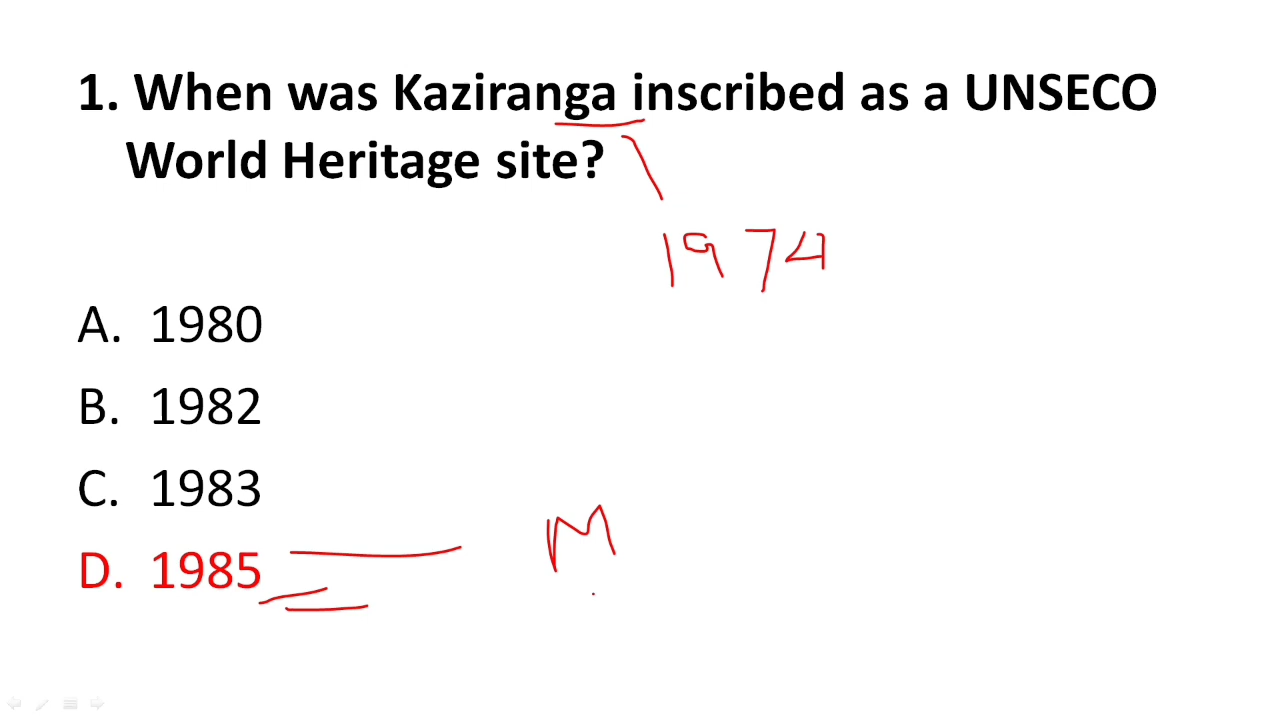 1. When was Kaziranga inscribed as a UNSECO
World Heritage site?
1974
A. 1980
B. 1982
C. 1983
D. 1985
M